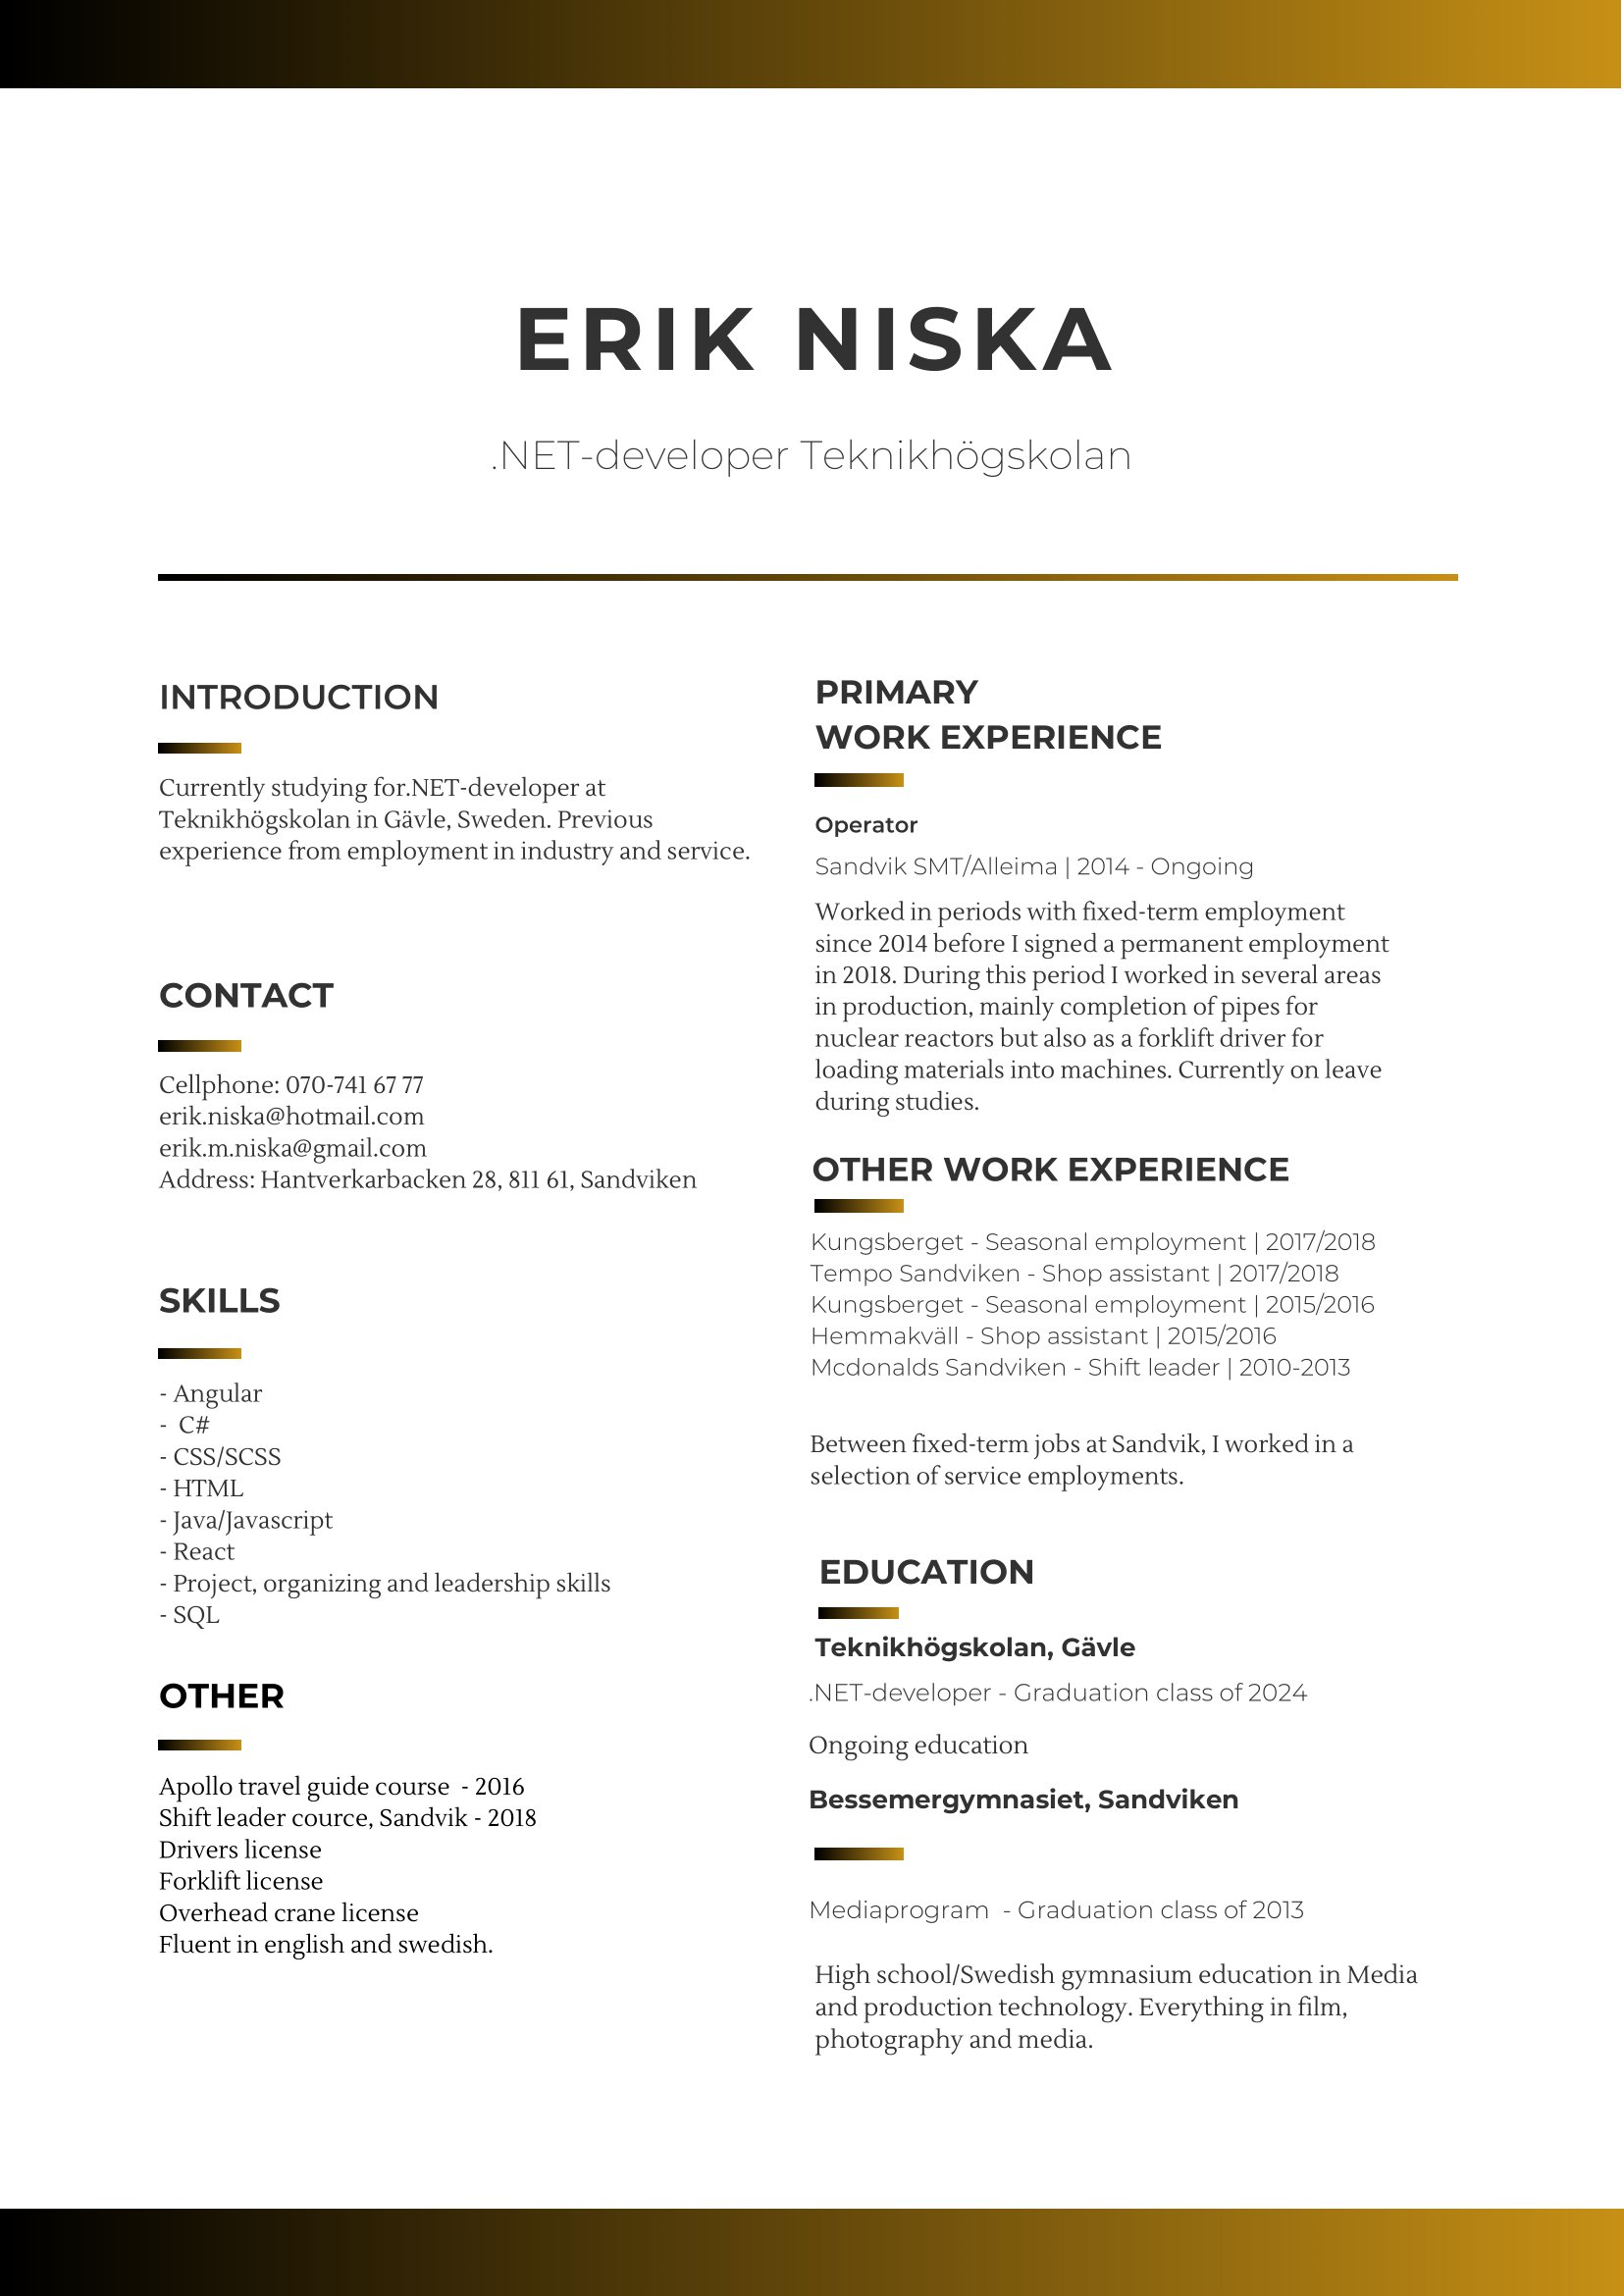 ERIK NISKA
.NET-developer Teknikhögskolan
INTRODUCTION
Currently studying for.NET-developer at
Teknikhögskolan in Gävle, Sweden. Previous
experience from employment in industry and service.
CONTACT
Cellphone: 070-741 67 77
erik.niska@hotmail.com
erik.m.niska@gmail.com
Address: Hantverkarbacken 28, 811 61, Sandviken
SKILLS
- Angular
-  C#
- CSS/SCSS
- HTML
- Java/Javascript
- React
- Project, organizing and leadership skills
- SQL
OTHER
Apollo travel guide course  - 2016
Shift leader cource, Sandvik - 2018
Drivers license
Forklift license
Overhead crane license
Fluent in english and swedish.
PRIMARY
WORK EXPERIENCE
Operator
Sandvik SMT/Alleima | 2014 - Ongoing
Worked in periods with fixed-term employment
since 2014 before I signed a permanent employment
in 2018. During this period I worked in several areas
in production, mainly completion of pipes for
nuclear reactors but also as a forklift driver for
loading materials into machines. Currently on leave
during studies.
OTHER WORK EXPERIENCE
Kungsberget - Seasonal employment | 2017/2018
Tempo Sandviken - Shop assistant | 2017/2018
Kungsberget - Seasonal employment | 2015/2016
Hemmakväll - Shop assistant | 2015/2016
Mcdonalds Sandviken - Shift leader | 2010-2013
Between fixed-term jobs at Sandvik, I worked in a
selection of service employments.
EDUCATION
Teknikhögskolan, Gävle
.NET-developer - Graduation class of 2024
Ongoing education
Bessemergymnasiet, Sandviken
Mediaprogram  - Graduation class of 2013
High school/Swedish gymnasium education in Media
and production technology. Everything in film,
photography and media.